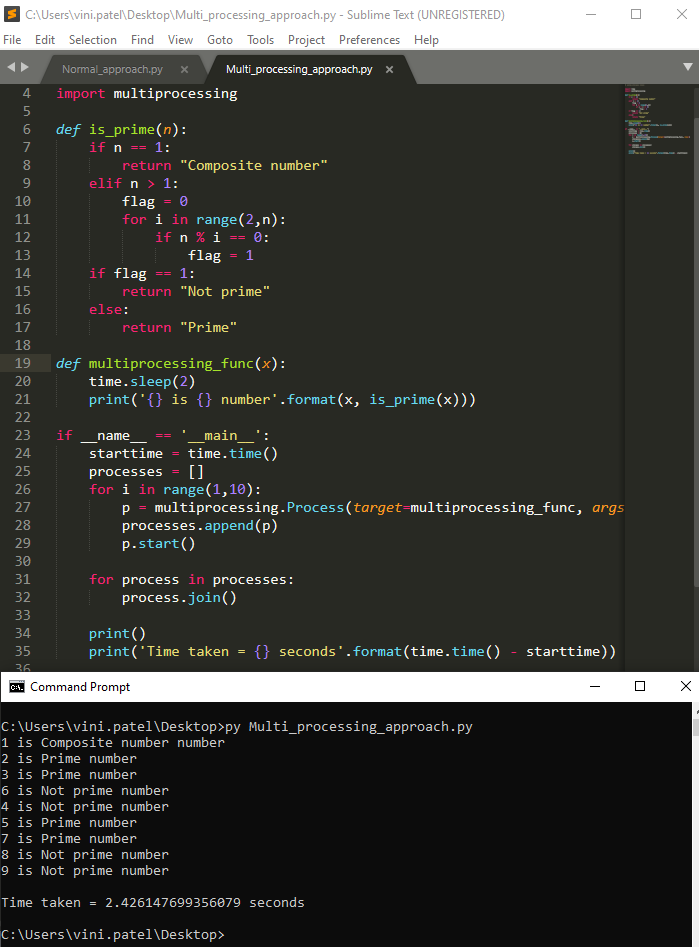 C:\Users\vini.patel\Desktop\Multi_processing_approach.py - Sublime Text (UNREGISTERED)
File Edit Selection Find View Goto Tools Project Preferences Help
Normal_approach.py Multi_processing_approach.py
4 import multiprocessing
5
6 def is_prime(n):
7 if n == 1:
8 return "Composite number"
9 elif n > 1:
10 flag = 0
11 for i in range(2,n):
12 if n % i == 0:
13 flag = 1
14 if flag == 1:
15 return "Not prime"
16 else:
17 return "Prime"
18
19 def multiprocessing_func(x):
20 time.sleep(2)
21 print('{} is {} number'.format(x, is_prime(x)))
22
23 if __name__ == '__main__':
24 starttime = time.time()
25 processes = []
26 for i in range(1,10):
27 p = multiprocessing.Process(target=multiprocessing_func, args
28 processes.append(p)
29 p.start()
30
31 for process in processes:
32 process.join()
33
34 print()
35 print('Time taken = {} seconds'.format(time.time() - starttime))
36
Command Prompt
C:\Users\vini.patel\Desktop>py Multi_processing_approach.py
1 is Composite number number
2 is Prime number
3 is Prime number
6 is Not prime number
4 is Not prime number
5 is Prime number
7 is Prime number
8 is Not prime number
9 is Not prime number
Time taken = 2.426147699356079 seconds
C:\Users\vini.patel\Desktop>